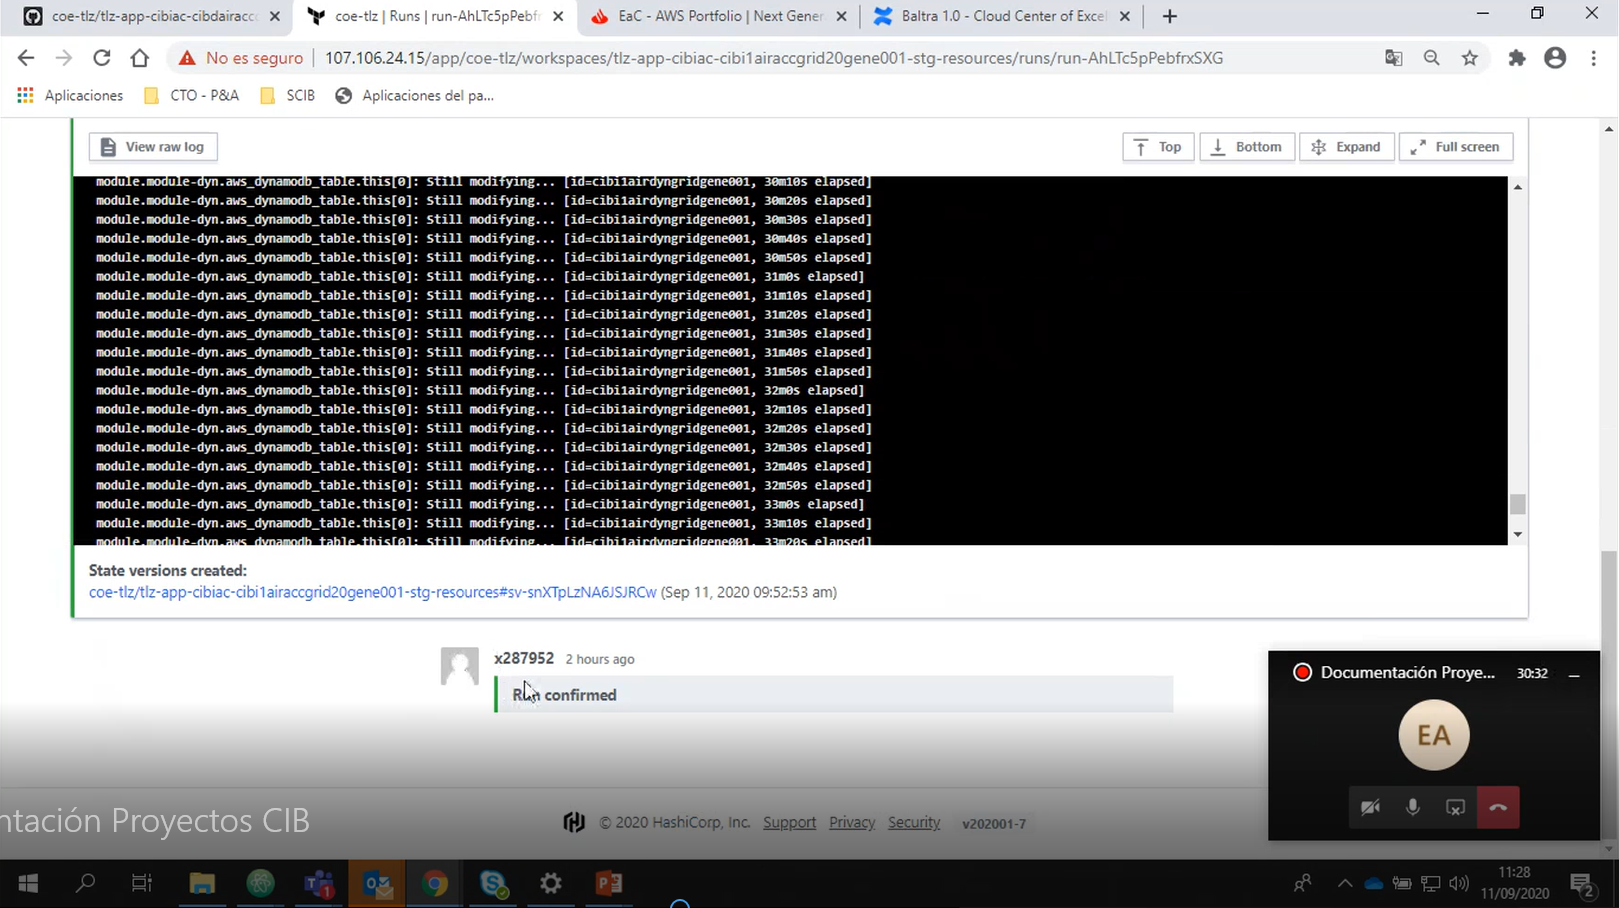 tlz/tlz-app-cibiac-cibdairacc
coe-tlz | Runs | run-AhLTc5pPebfr
EaC - AWS Portfolio | Next Gener
Baltra 1.0 - Cloud Center of Excel
No es seguro
107.106.24.15/app/coe-tlz/workspaces/tlz-app-cibiac-cibi1airaccgrid20gene001-stg-resources/runs/run-AhLTc5pPebfrxSXG
Aplicaciones
CTO - P&A
SCIB
Aplicaciones del pa...
View raw log
Top
Bottom
Expand
Full screen
module.module-dyn.aws_dynamodb_table.this[0]: Still modifying... [id=cibi1airdyngridgene001, 30m10s elapsed]
module.module-dyn.aws_dynamodb_table.this[0]: Still modifying... [id=cibi1airdyngridgene001, 30m20s elapsed]
module.module-dyn.aws_dynamodb_table.this[0]: Still modifying... [id=cibi1airdyngridgene001, 30m30s elapsed]
module.module-dyn.aws_dynamodb_table.this[0]: Still modifying... [id=cibi1airdyngridgene001, 30m40s elapsed]
module.module-dyn.aws_dynamodb_table.this[0]: Still modifying... [id=cibi1airdyngridgene001, 30m50s elapsed]
module.module-dyn.aws_dynamodb_table.this[0]: Still modifying... [id=cibi1airdyngridgene001, 31m0s elapsed]
module.module-dyn.aws_dynamodb_table.this[0]: Still modifying... [id=cibi1airdyngridgene001, 31m10s elapsed]
module.module-dyn.aws_dynamodb_table.this[0]: Still modifying... [id=cibi1airdyngridgene001, 31m20s elapsed]
module.module-dyn.aws_dynamodb_table.this[0]: Still modifying... [id=cibi1airdyngridgene001, 31m30s elapsed]
module.module-dyn.aws_dynamodb_table.this[0]: Still modifying... [id=cibi1airdyngridgene001, 31m40s elapsed]
module.module-dyn.aws_dynamodb_table.this[0]: Still modifying... [id=cibi1airdyngridgene001, 31m50s elapsed]
module.module-dyn.aws_dynamodb_table.this[0]: Still modifying... [id=cibi1airdyngridgene001, 32m0s elapsed]
module.module-dyn.aws_dynamodb_table.this[0]: Still modifying... [id=cibi1airdyngridgene001, 32m10s elapsed]
module.module-dyn.aws_dynamodb_table.this[0]: Still modifying... [id=cibi1airdyngridgene001, 32m20s elapsed]
module.module-dyn.aws_dynamodb_table.this[0]: Still modifying... [id=cibi1airdyngridgene001, 32m30s elapsed]
module.module-dyn.aws_dynamodb_table.this[0]: Still modifying... [id=cibi1airdyngridgene001, 32m40s elapsed]
module.module-dyn.aws_dynamodb_table.this[0]: Still modifying... [id=cibi1airdyngridgene001, 32m50s elapsed]
module.module-dyn.aws_dynamodb_table.this[0]: Still modifying... [id=cibi1airdyngridgene001, 33m0s elapsed]
module.module-dyn.aws_dynamodb_table.this[0]: Still modifying... [id=cibi1airdyngridgene001, 33m10s elapsed]
module.module-dyn.aws_dynamodb_table.this[0]: Still modifying... [id=cibi1airdyngridgene001, 33m20s elapsed]
State versions created:
coe-tlz/tlz-app-cibiac-cibi1airaccgrid20gene001-stg-resources#sv-snXTpLzNA6JSJRCw (Sep 11, 2020 09:52:53 am)
x287952 2 hours ago
Run confirmed
Documentación Proye... 30:32
EA
ntación Proyectos CIB
© 2020 HashiCorp, Inc. Support Privacy Security v202001-7
1
11:28
11/09/2020
2